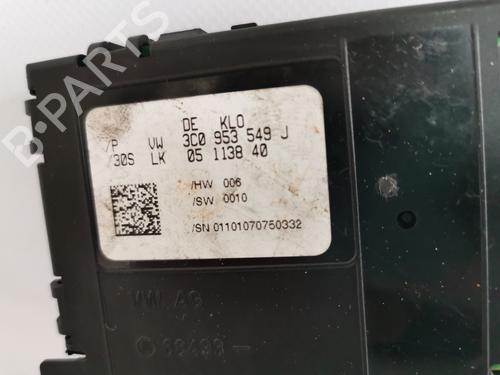 B-PARTS
DE KLO
/P VW 3C0 953 549 J
/30S LK 05 1138 40
/HW 006
/SW 0010
/SN 01101070750332
VW AG